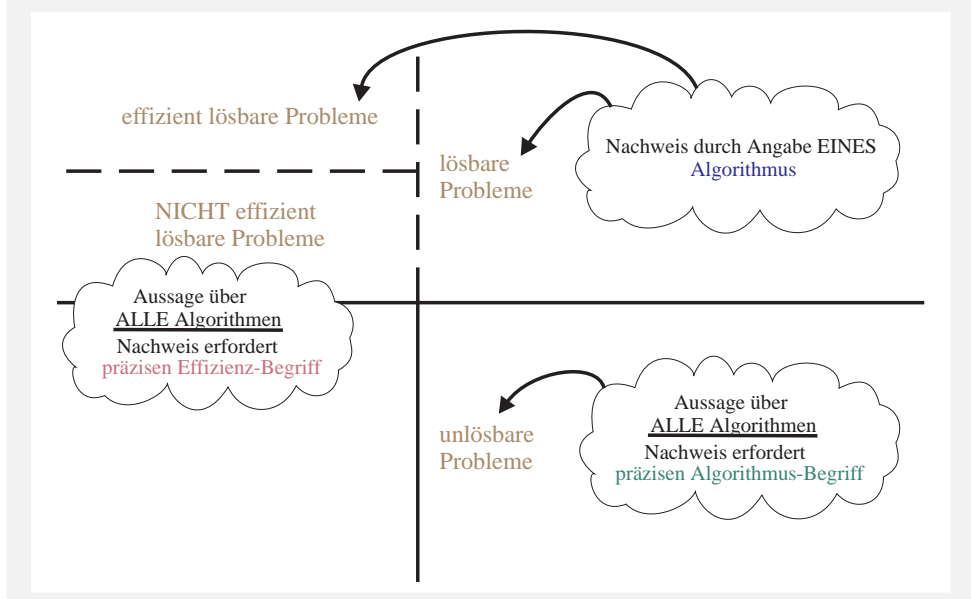 effizient lösbare Probleme
NICHT effizient
lösbare Probleme
Aussage über
ALLE Algorithmen
Nachweis erfordert
präzisen Effizienz-Begriff
lösbare
Probleme
Nachweis durch Angabe EINES
Algorithmus
unlösbare
Probleme
Aussage über
ALLE Algorithmen
Nachweis erfordert
präzisen Algorithmus-Begriff